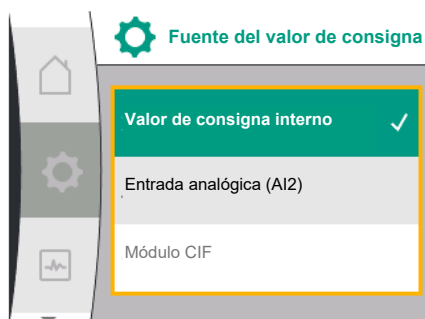 Fuente del valor de consigna
Valor de consigna interno
Entrada analógica (AI2)
Módulo CIF